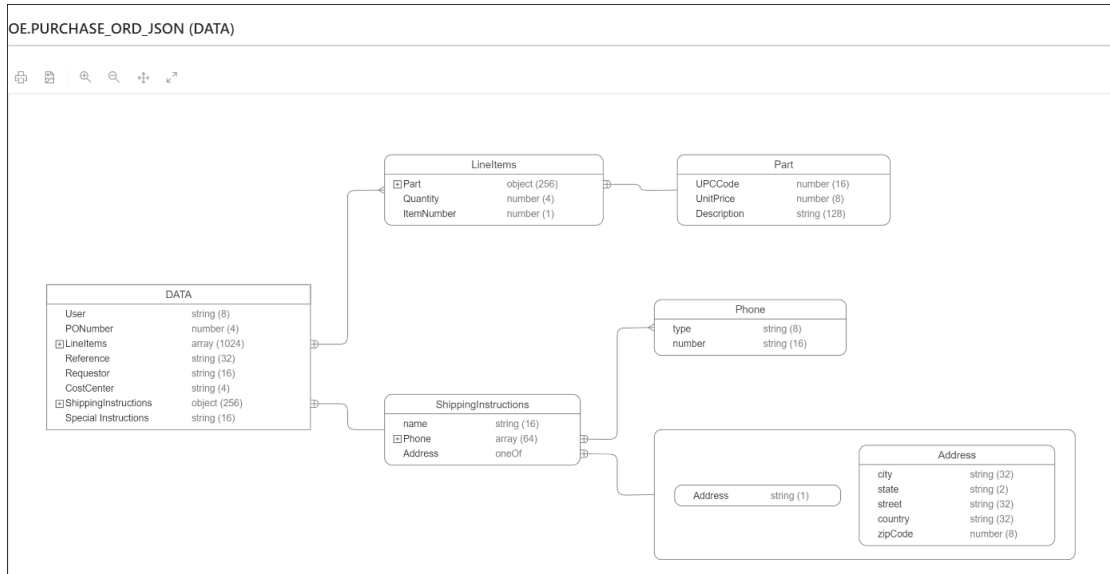 OE.PURCHASE_ORD_JSON (DATA)
LineItems
Part object (256)
Quantity number (4)
ItemNumber number (1)
Part
UPCCode number (16)
UnitPrice number (8)
Description string (128)
DATA
User string (8)
PONumber number (4)
LineItems array (1024)
Reference string (32)
Requestor string (16)
CostCenter string (4)
ShippingInstructions object (256)
Special Instructions string (16)
Phone
type string (8)
number string (16)
ShippingInstructions
name string (16)
Phone array (64)
Address oneOf
Address string (1)
Address
city string (32)
state string (2)
street string (32)
country string (32)
zipCode number (8)